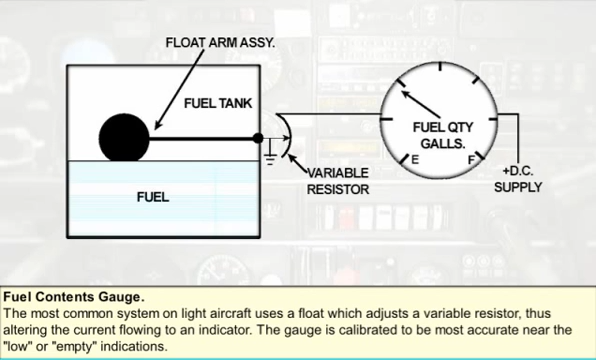 FLOAT ARM ASSY.
FUEL TANK
FUEL QTY
GALLS.
E
F
VARIABLE
RESISTOR
+D.C.
SUPPLY
FUEL
Fuel Contents Gauge.
The most common system on light aircraft uses a float which adjusts a variable resistor, thus
altering the current flowing to an indicator. The gauge is calibrated to be most accurate near the
"low" or "empty" indications.